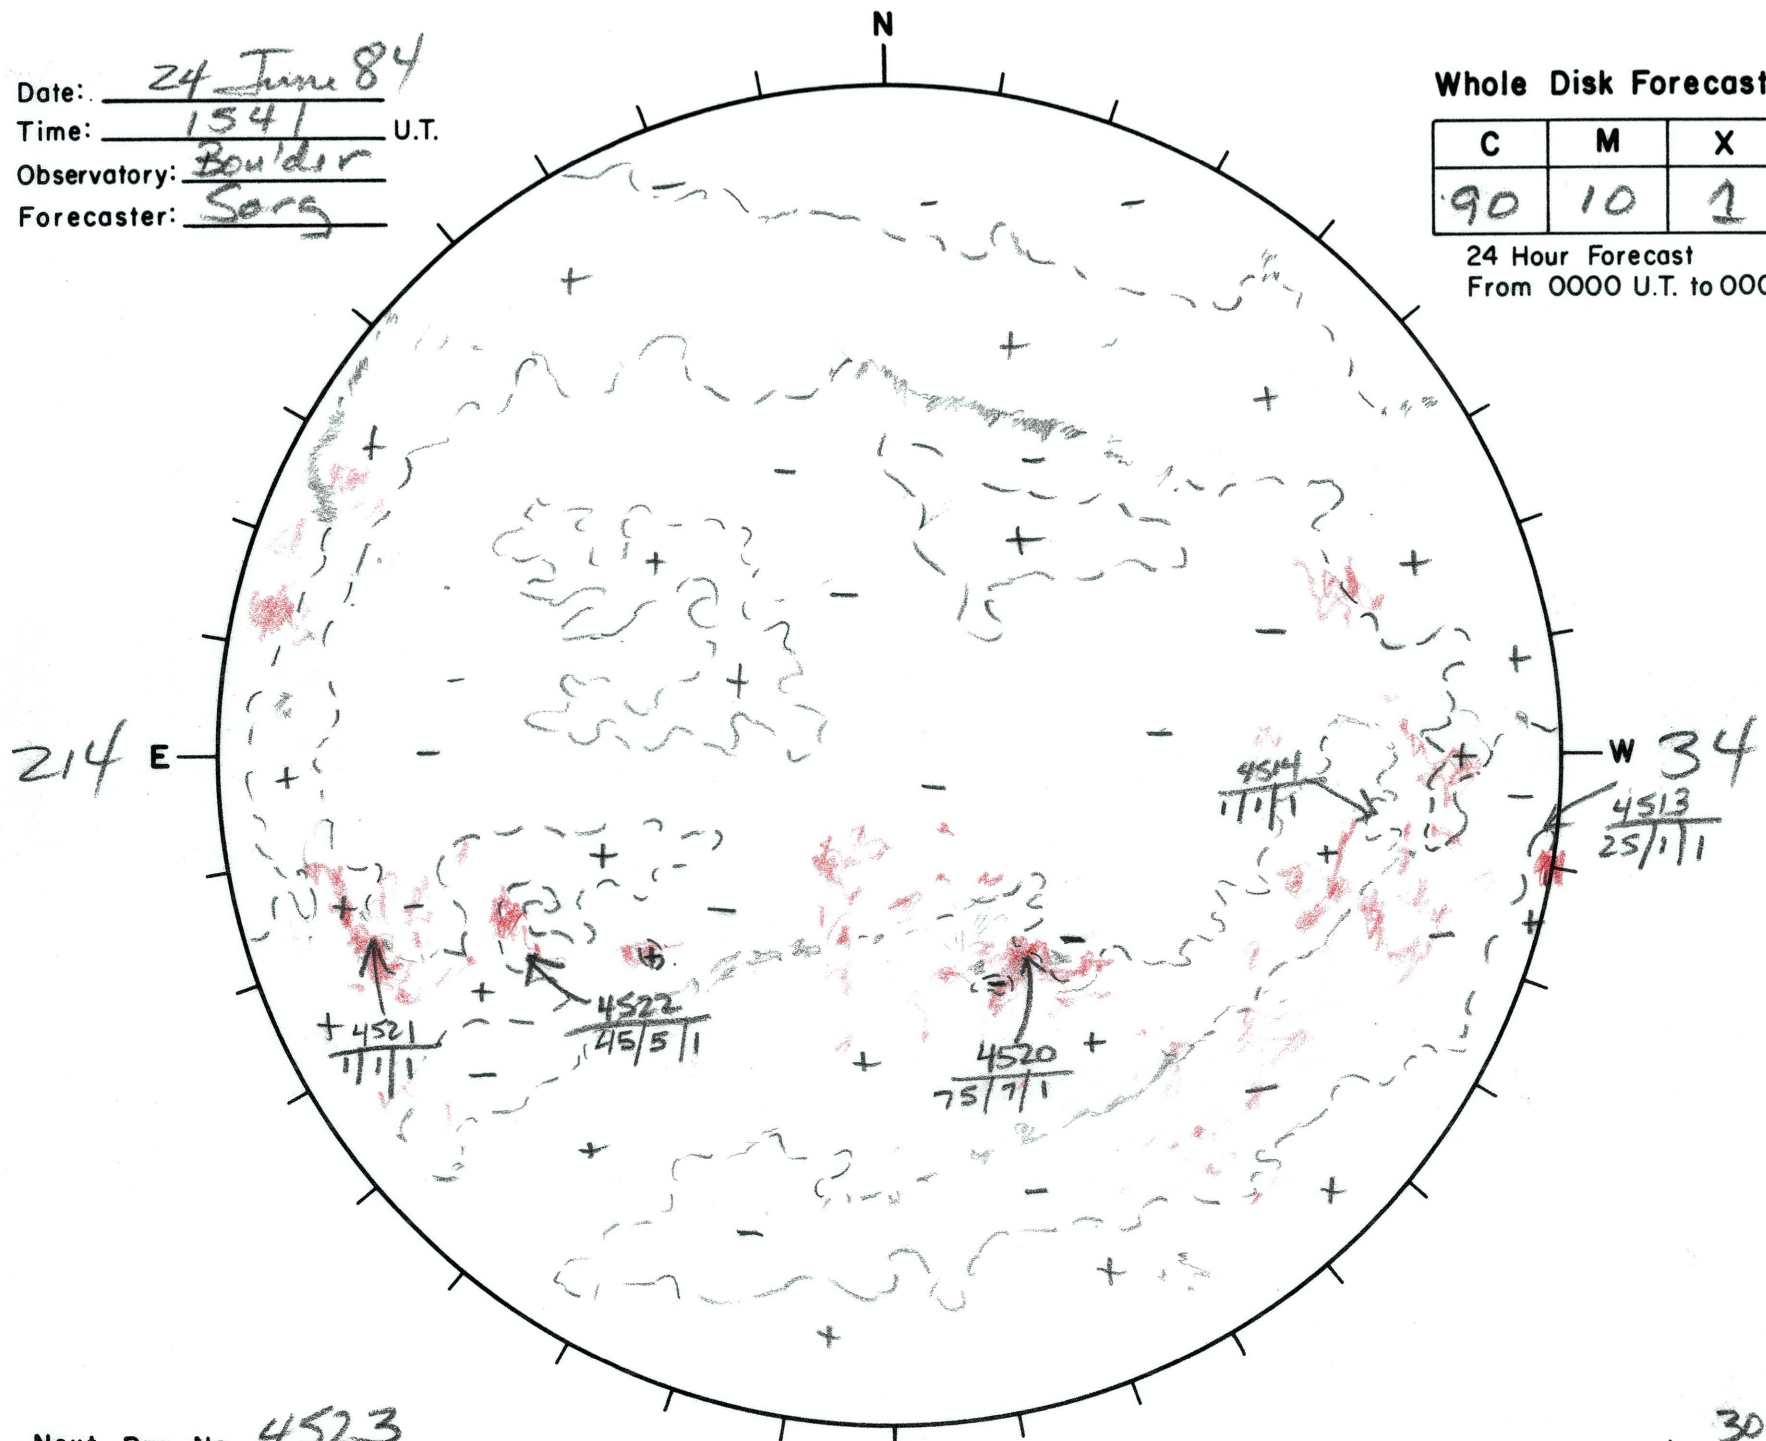 N
Date: 24 June 84
Time: 1541 U.T.
Observatory: Boulder
Forecaster: Sorg
Whole Disk Forecast
C M X
90 10 1
24 Hour Forecast
From 0000 U.T. to 000
214 E
W 34
4514
1/1/1
4513
25/1/1
4521
1/1/1
4522
45/5/1
4520
75/7/1
4523
30